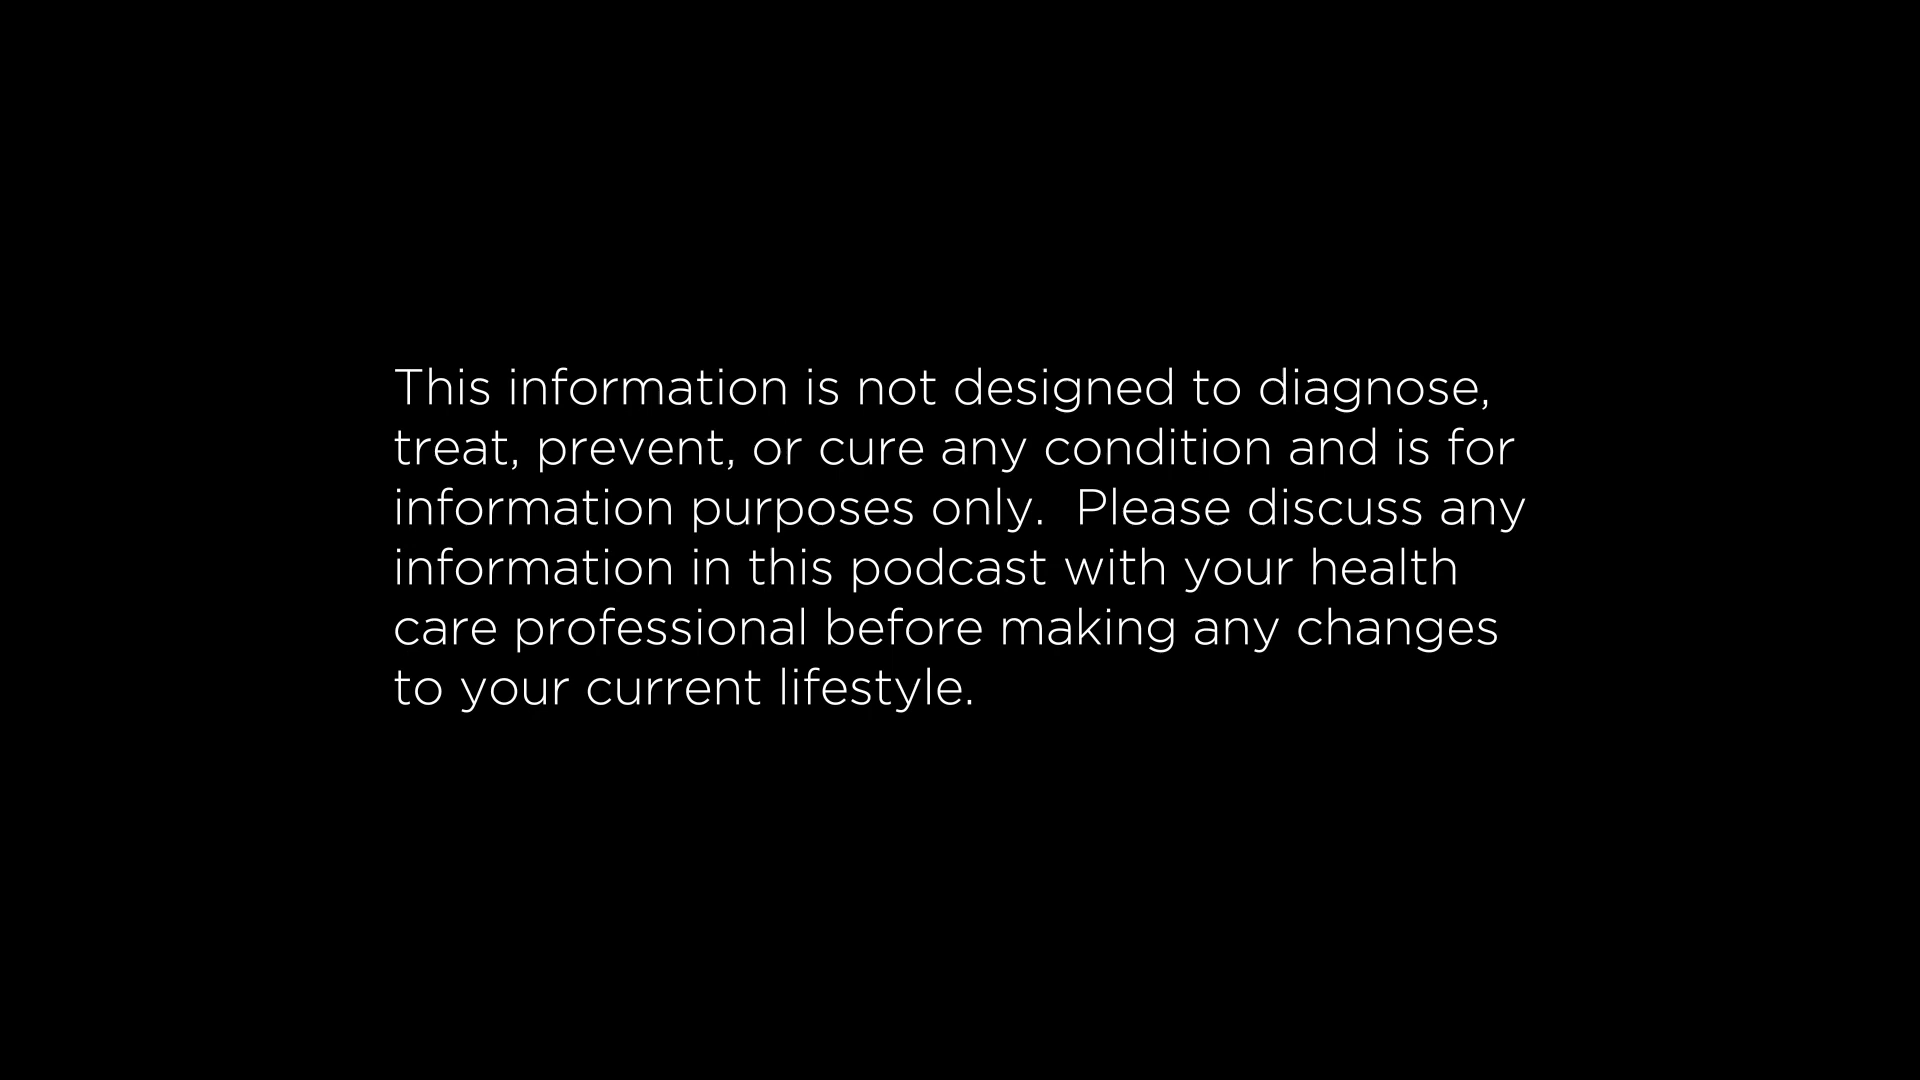 This information is not designed to diagnose,
treat, prevent, or cure any condition and is for
information purposes only.  Please discuss any
information in this podcast with your health
care professional before making any changes
to your current lifestyle.